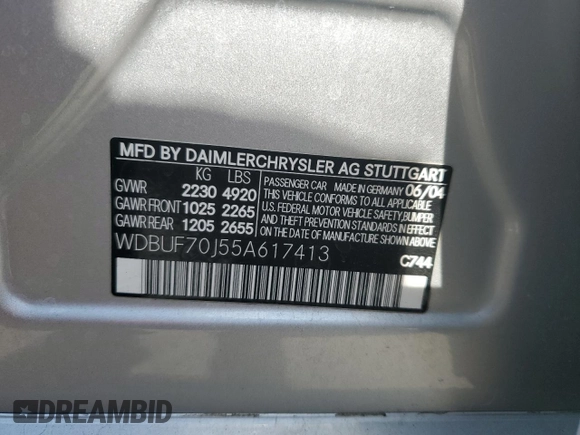 MFD BY DAIMLERCHRYSLER AG STUTTGART
KG LBS
GVWR 2230 4920
GAWR FRONT 1025 2265
GAWR REAR 1205 2655
PASSENGER CAR MADE IN GERMANY 06/04
THIS VEHICLE CONFORMS TO ALL APPLICABLE
U.S. FEDERAL MOTOR VEHICLE SAFETY, BUMPER
AND THEFT PREVENTION STANDARDS IN EFFECT
ON THE DATE OF MANUFACTURE SHOWN ABOVE.
WDBUF70J55A617413
C744
DREAMBID